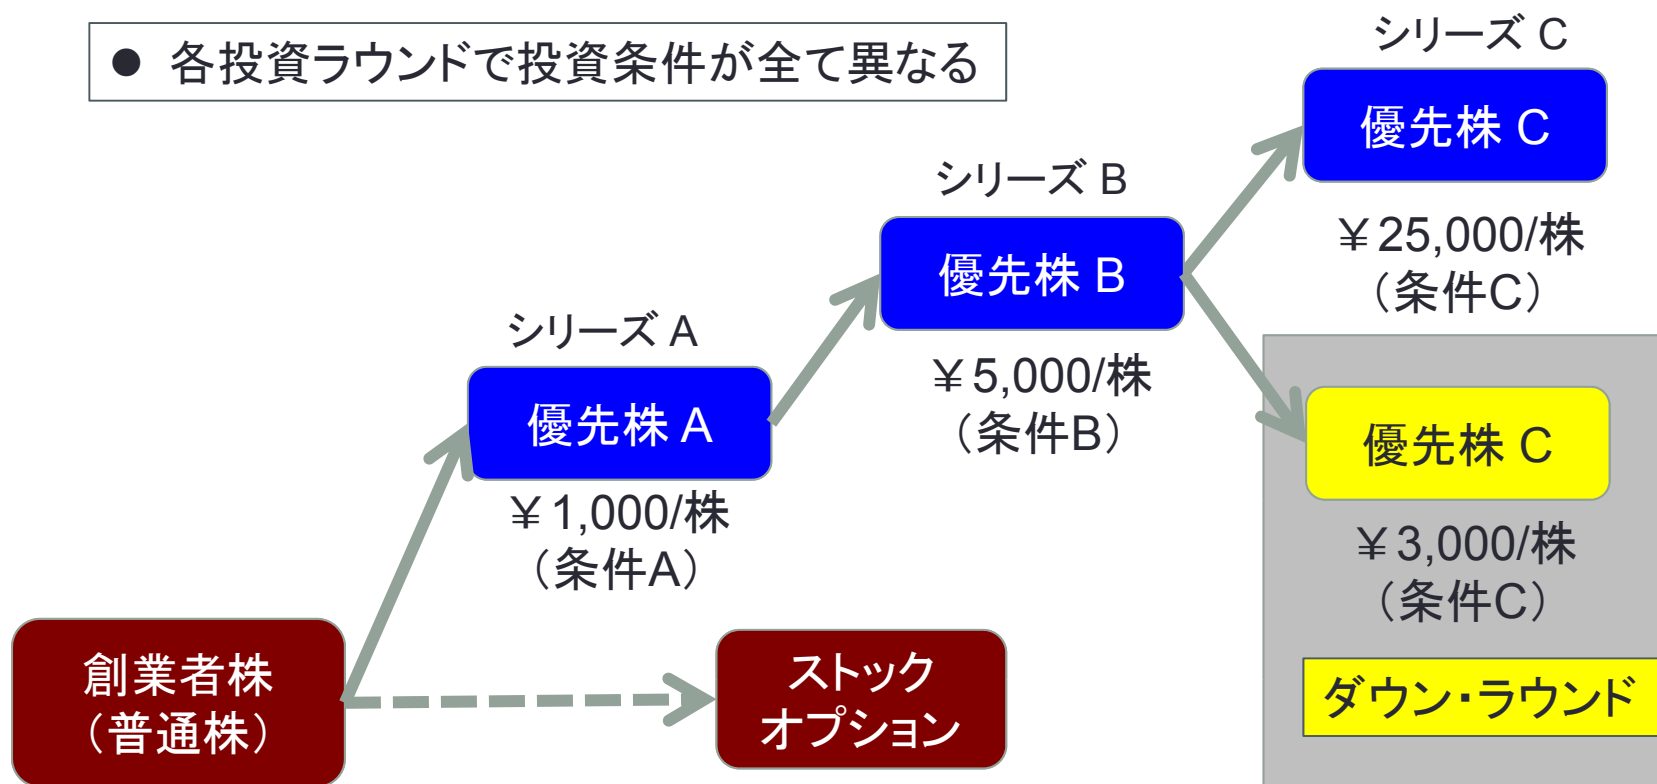 ● 各投資ラウンドで投資条件が全て異なる
シリーズ C
優先株 C
￥25,000/株
（条件C）
シリーズ B
優先株 B
￥5,000/株
（条件B）
シリーズ A
優先株 A
￥1,000/株
（条件A）
優先株 C
￥3,000/株
（条件C）
ダウン・ラウンド
創業者株
（普通株）
ストック
オプション